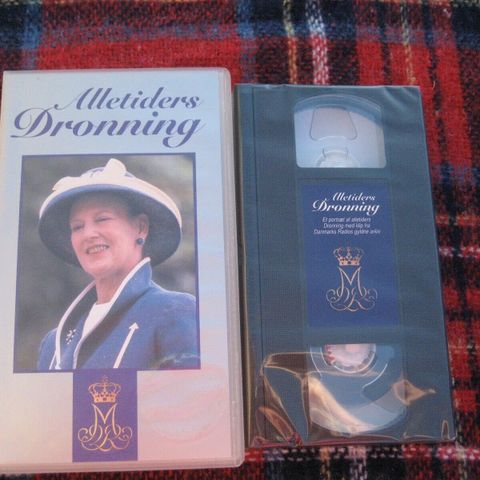 Alletiders
Dronning
Alletiders
Dronning
Et portræt af alletiders
Dronning med klip fra
Danmarks Radios gyldne arkiv